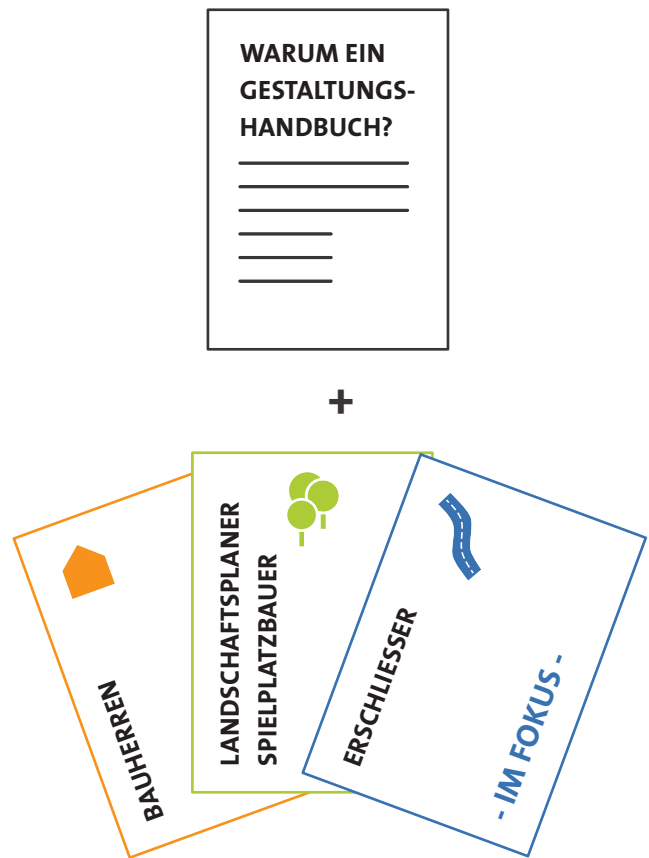 WARUM EIN
GESTALTUNGS-
HANDBUCH?
+
BAUHERREN
LANDSCHAFTSPLANER
SPIELPLATZBAUER
ERSCHLIESSER
- IM FOKUS -